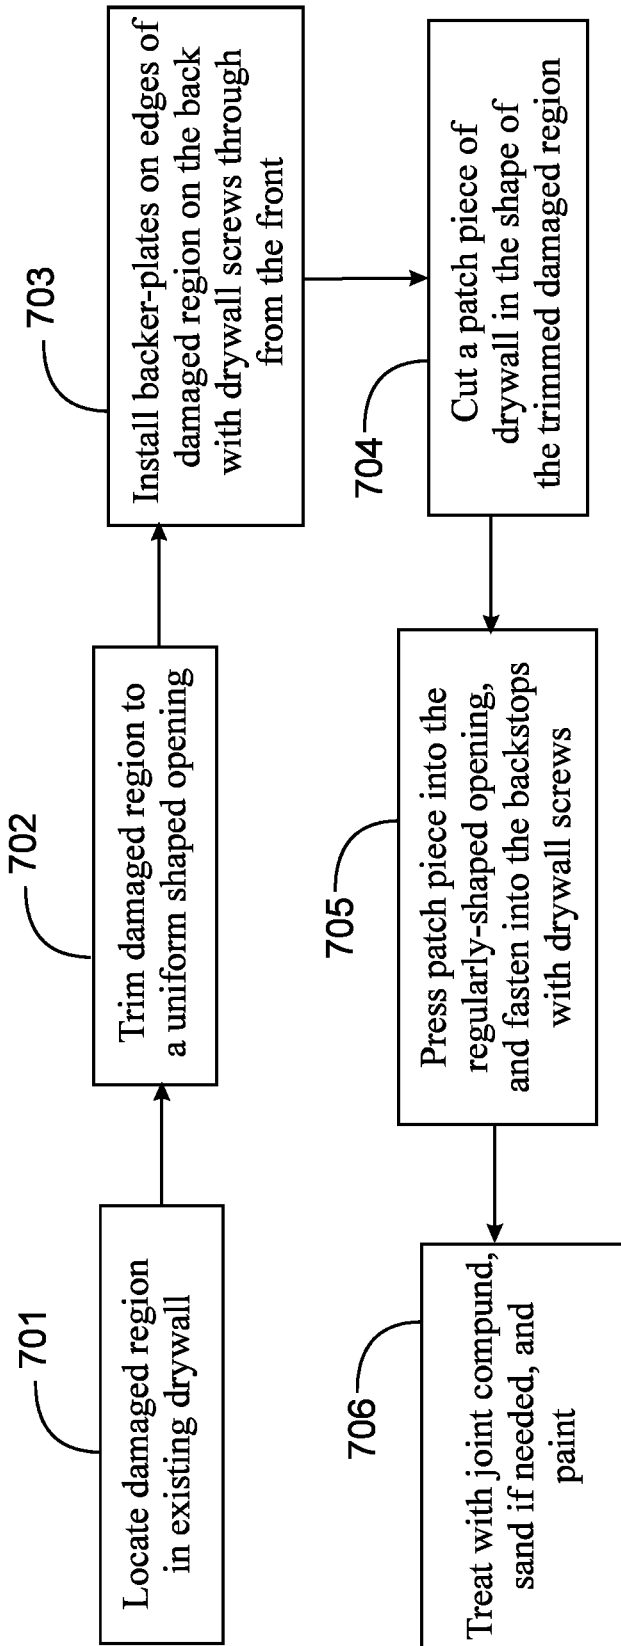 701
Locate damaged region
in existing drywall
702
Trim damaged region to
a uniform shaped opening
703
Install backer-plates on edges of
damaged region on the back
with drywall screws through
from the front
704
Cut a patch piece of
drywall in the shape of
the trimmed damaged region
705
Press patch piece into the
regularly-shaped opening,
and fasten into the backstops
with drywall screws
706
Treat with joint compund,
sand if needed, and
paint